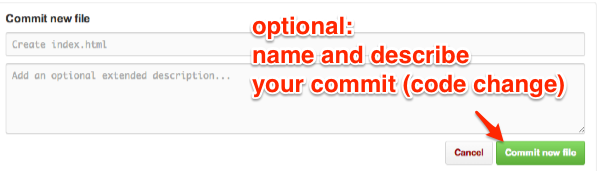 Commit new file
optional:
name and describe
your commit (code change)
Create index.html
Add an optional extended description...
Cancel
Commit new file